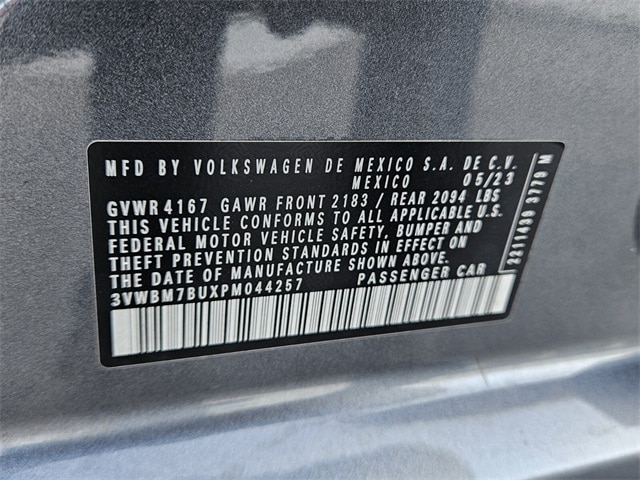 MFD BY VOLKSWAGEN DE MEXICO S.A. DE C.V.
MEXICO 05/23
GVWR 4167 GAWR FRONT 2183 / REAR 2094 LBS
THIS VEHICLE CONFORMS TO ALL APPLICABLE U.S.
FEDERAL MOTOR VEHICLE SAFETY, BUMPER AND
THEFT PREVENTION STANDARDS IN EFFECT ON
THE DATE OF MANUFACTURE SHOWN ABOVE.
3VWBM7BUXPM044257 PASSENGER CAR
2211439 3779 M